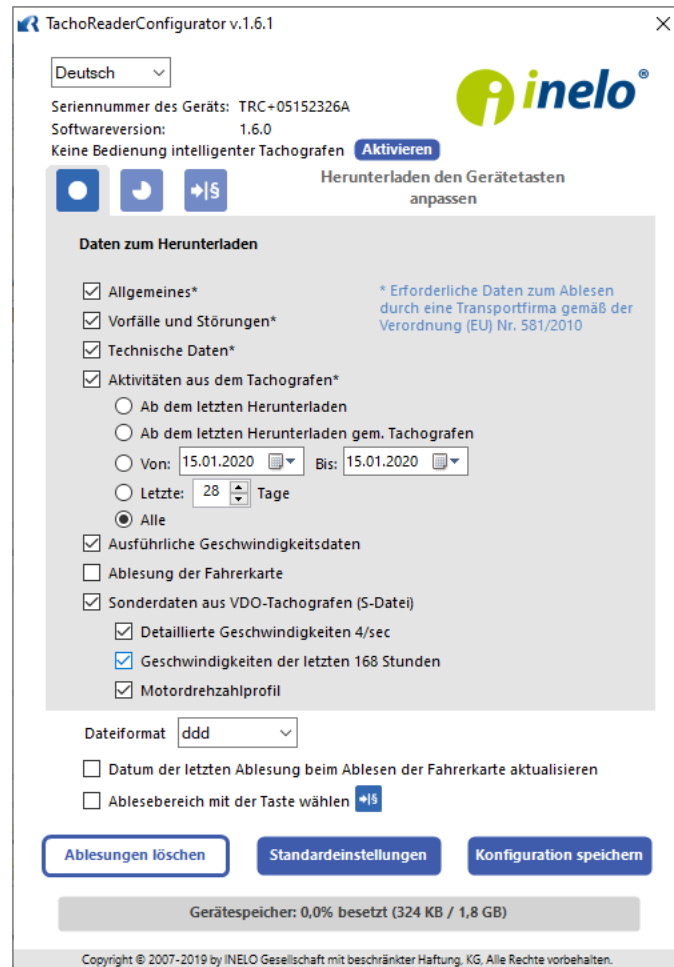 TachoReaderConfigurator v.1.6.1
Deutsch
inelo®
Seriennummer des Geräts: TRC+05152326A
Softwareversion: 1.6.0
Keine Bedienung intelligenter Tachografen Aktivieren
Herunterladen den Gerätetasten
anpassen
Daten zum Herunterladen
Allgemeines*
Vorfälle und Störungen*
Technische Daten*
* Erforderliche Daten zum Ablesen
durch eine Transportfirma gemäß der
Verordnung (EU) Nr. 581/2010
Aktivitäten aus dem Tachografen*
Ab dem letzten Herunterladen
Ab dem letzten Herunterladen gem. Tachografen
Von: 15.01.2020 Bis: 15.01.2020
Letzte: 28 Tage
Alle
Ausführliche Geschwindigkeitsdaten
Ablesung der Fahrerkarte
Sonderdaten aus VDO-Tachografen (S-Datei)
Detaillierte Geschwindigkeiten 4/sec
Geschwindigkeiten der letzten 168 Stunden
Motordrehzahlprofil
Dateiformat ddd
Datum der letzten Ablesung beim Ablesen der Fahrerkarte aktualisieren
Ablesebereich mit der Taste wählen
Ablesungen löschen Standardeinstellungen Konfiguration speichern
Gerätespeicher: 0,0% besetzt (324 KB / 1,8 GB)
Copyright © 2007-2019 by INELO Gesellschaft mit beschränkter Haftung, KG, Alle Rechte vorbehalten.